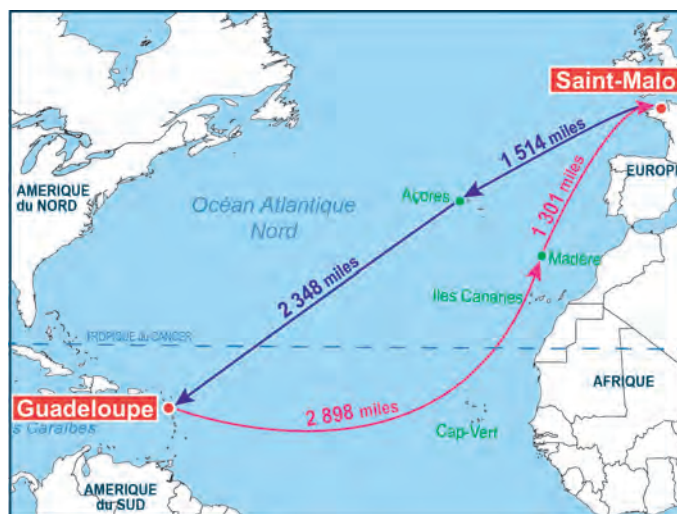 Saint-Malo
1 514 miles
AMERIQUE
du NORD
EUROPE
Açores
1 301 miles
Océan Atlantique
Nord
Madère
2 348 miles
Iles Canaries
TROPIQUE du CANCER
AFRIQUE
Guadeloupe
2 898 miles
s Caraïbes
Cap-Vert
AMÉRIQUE
du SUD